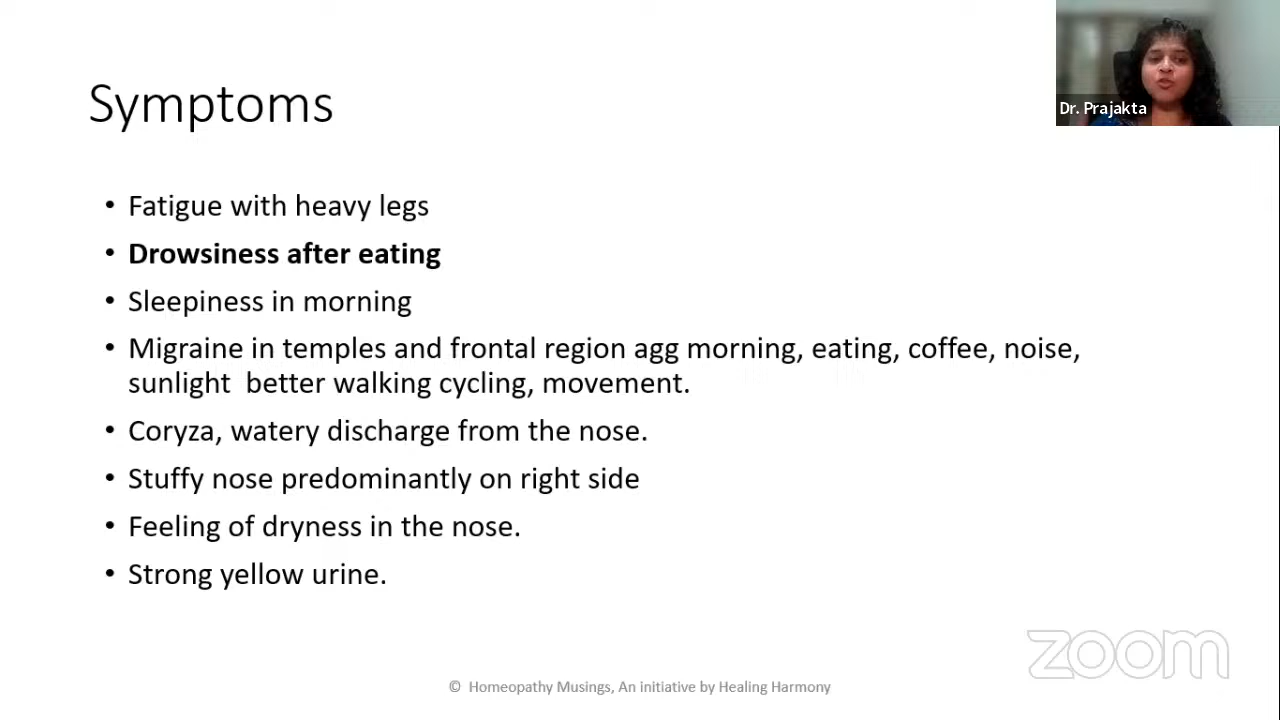 Dr. Prajakta
Symptoms
• Fatigue with heavy legs
• Drowsiness after eating
• Sleepiness in morning
• Migraine in temples and frontal region agg morning, eating, coffee, noise,
sunlight  better walking cycling, movement.
• Coryza, watery discharge from the nose.
• Stuffy nose predominantly on right side
• Feeling of dryness in the nose.
• Strong yellow urine.
zoom
© Homeopathy Musings, An initiative by Healing Harmony